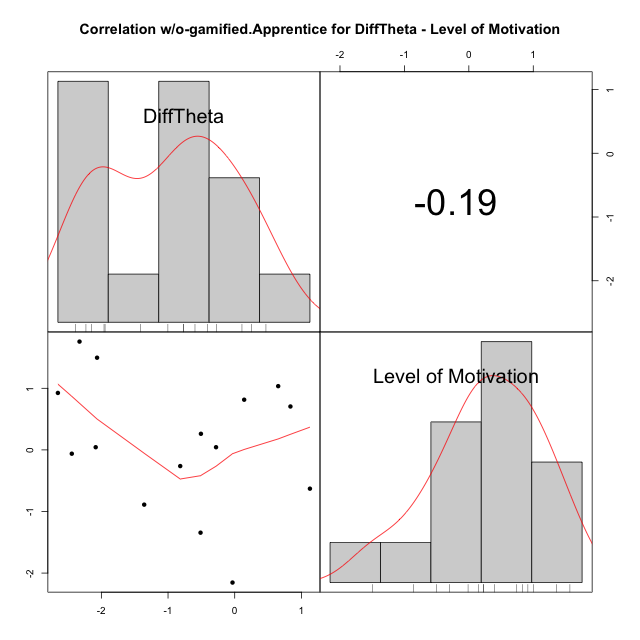 Correlation w/o-gamified.Apprentice for DiffTheta - Level of Motivation
-2 -1 0 1
DiffTheta
-0.19
1
0
-1
-2
Level of Motivation
1
0
-1
-2
-2 -1 0 1